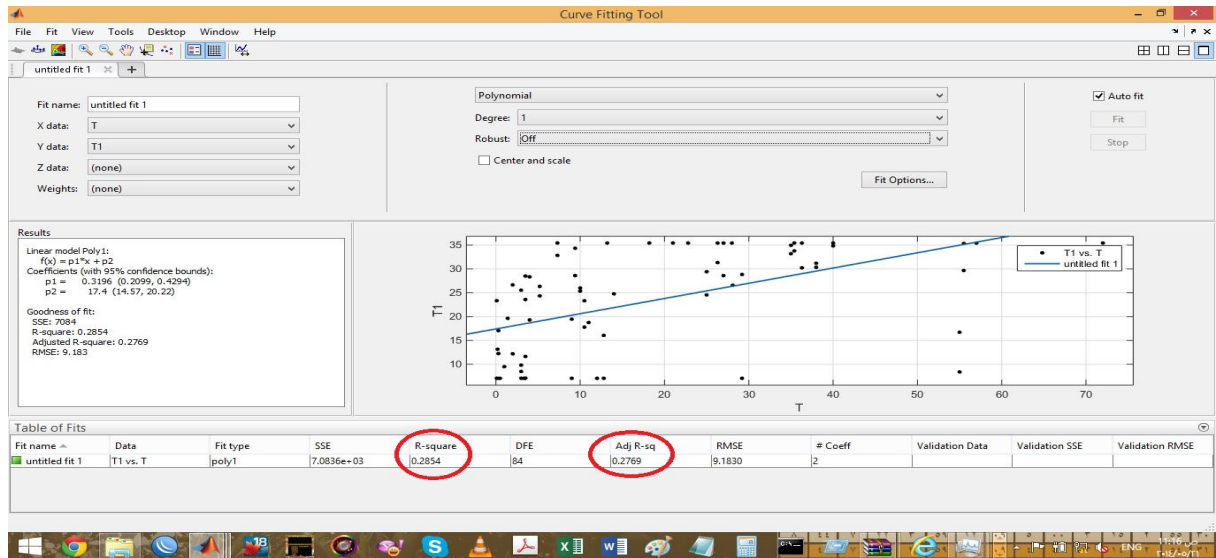 Curve Fitting Tool
File Fit View Tools Desktop Window Help
untitled fit 1
Fit name: untitled fit 1
X data: T
Y data: T1
Z data: (none)
Weights: (none)
Polynomial
Degree: 1
Robust: Off
Center and scale
Fit Options...
Auto fit
Fit
Stop
Results
Linear model Poly1:
f(x) = p1*x + p2
Coefficients (with 95% confidence bounds):
p1 = 0.3196 (0.2099, 0.4294)
p2 = 17.4 (14.57, 20.22)
Goodness of fit:
SSE: 7084
R-square: 0.2854
Adjusted R-square: 0.2769
RMSE: 9.183
35
30
25
20
15
10
T1
0 10 20 30 40 50 60 70
T
T1 vs. T
untitled fit 1
Table of Fits
Fit name Data Fit type SSE R-square DFE Adj R-sq RMSE # Coeff Validation Data Validation SSE Validation RMSE
untitled fit 1 T1 vs. T poly1 7.0836e+03 0.2854 84 0.2769 9.1830 2
18
ENG 11:16 ص